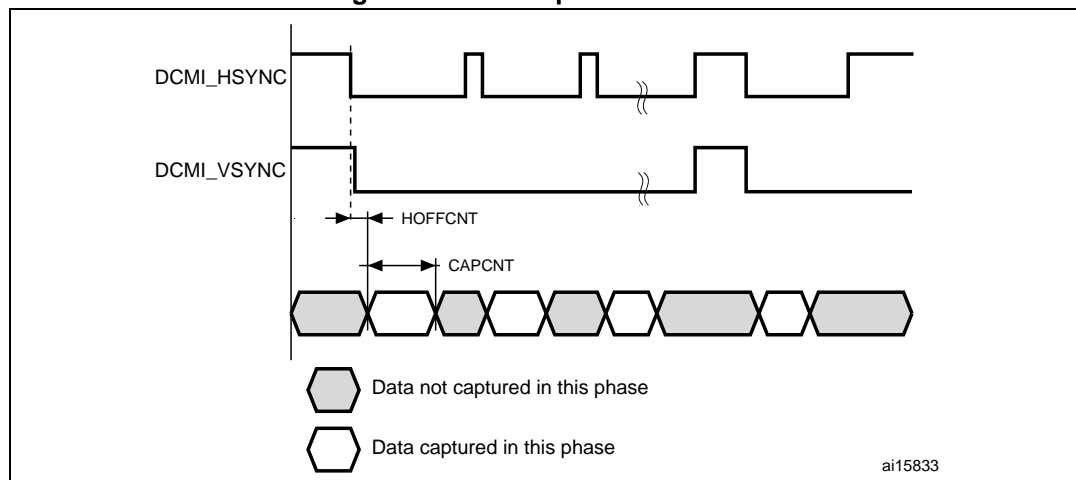 DCMI_HSYNC
DCMI_VSYNC
HOFFCNT
CAPCNT
Data not captured in this phase
Data captured in this phase
ai15833